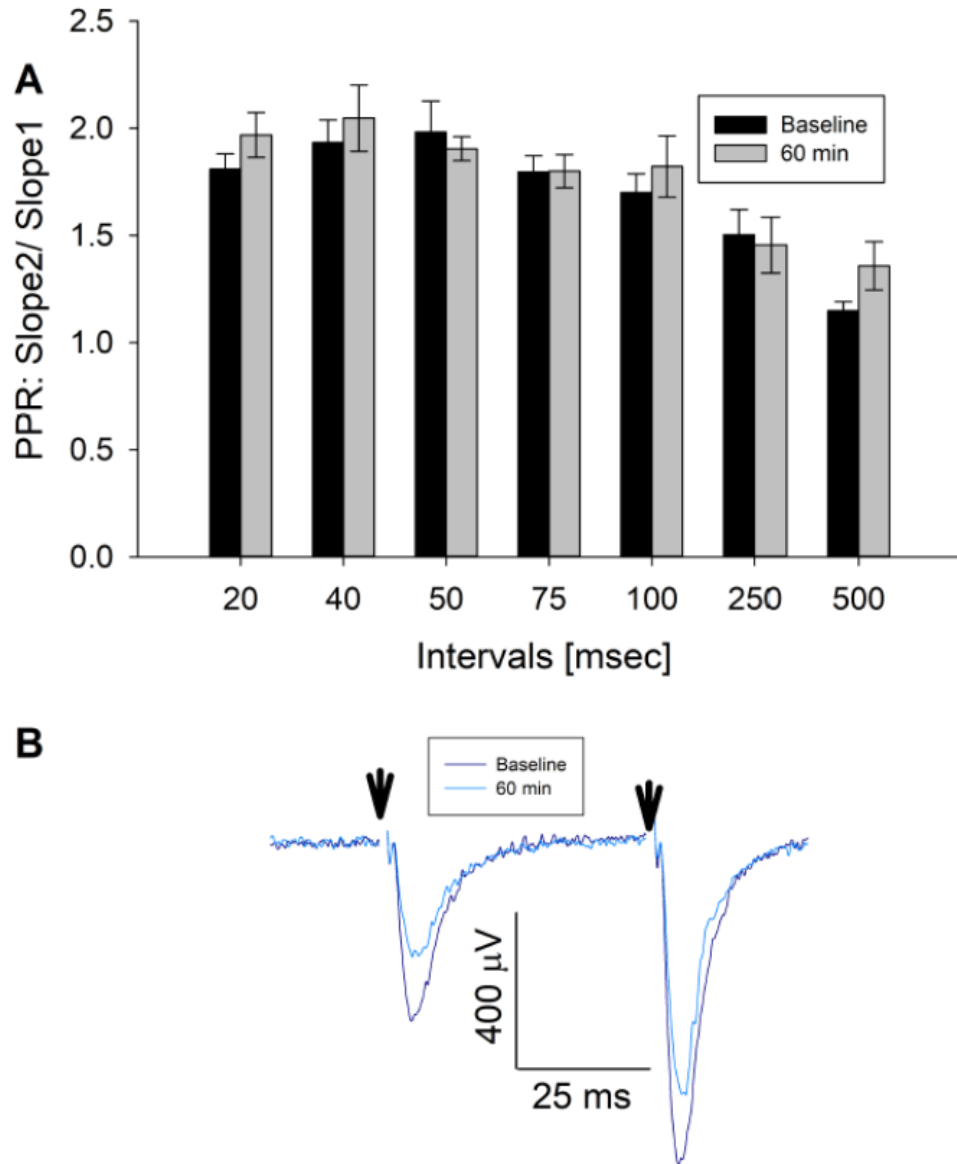 A
PPR: Slope2/ Slope1
2.5
2.0
1.5
1.0
0.5
0.0
Baseline
60 min
20 40 50 75 100 250 500
Intervals [msec]
B
Baseline
60 min
400 µV
25 ms